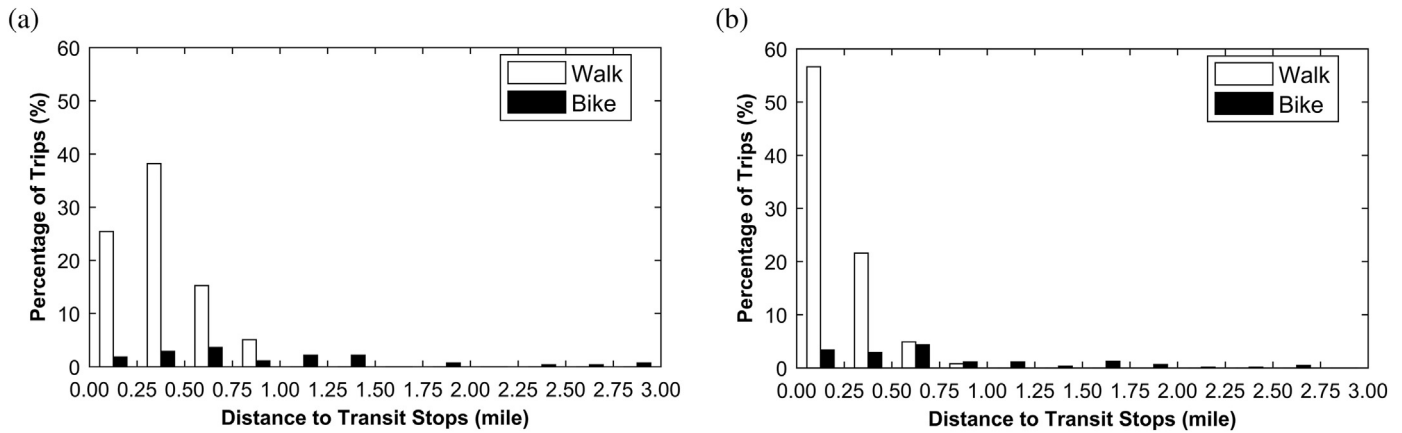 (a)
60
50
40
30
20
10
0
Percentage of Trips (%)
Walk
Bike
0.00 0.25 0.50 0.75 1.00 1.25 1.50 1.75 2.00 2.25 2.50 2.75 3.00
Distance to Transit Stops (mile)
(b)
60
50
40
30
20
10
0
Percentage of Trips (%)
Walk
Bike
0.00 0.25 0.50 0.75 1.00 1.25 1.50 1.75 2.00 2.25 2.50 2.75 3.00
Distance to Transit Stops (mile)